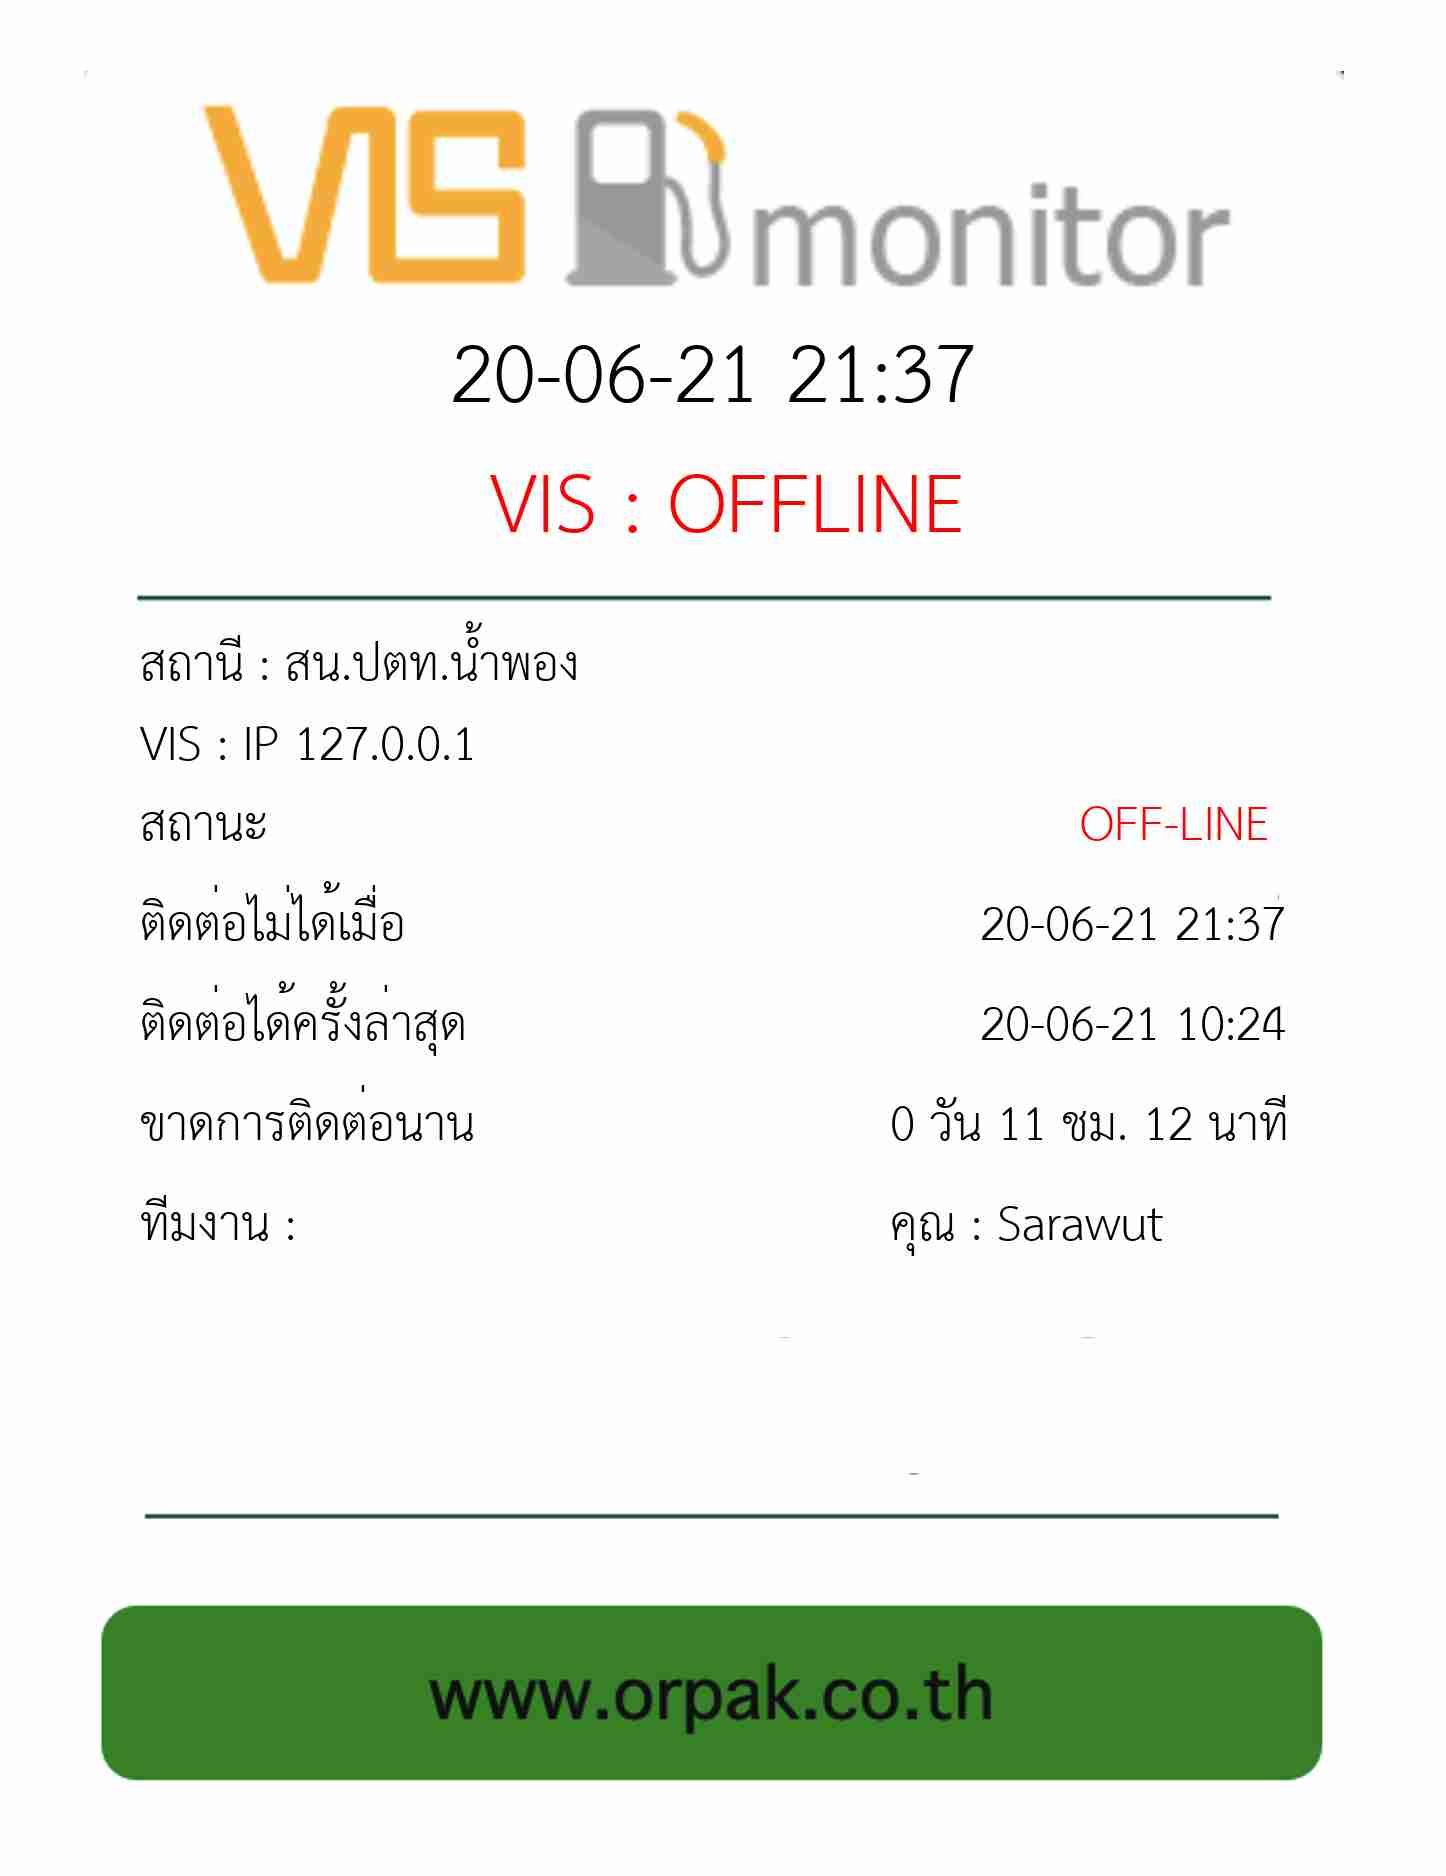 VIS monitor
20-06-21 21:37
VIS : OFFLINE
สถานี : สน.ปตท.น้ำพอง
VIS : IP 127.0.0.1
สถานะ OFF-LINE
ติดต่อไม่ได้เมื่อ 20-06-21 21:37
ติดต่อได้ครั้งล่าสุด 20-06-21 10:24
ขาดการติดต่อนาน 0 วัน 11 ชม. 12 นาที
ทีมงาน : คุณ : Sarawut
www.orpak.co.th